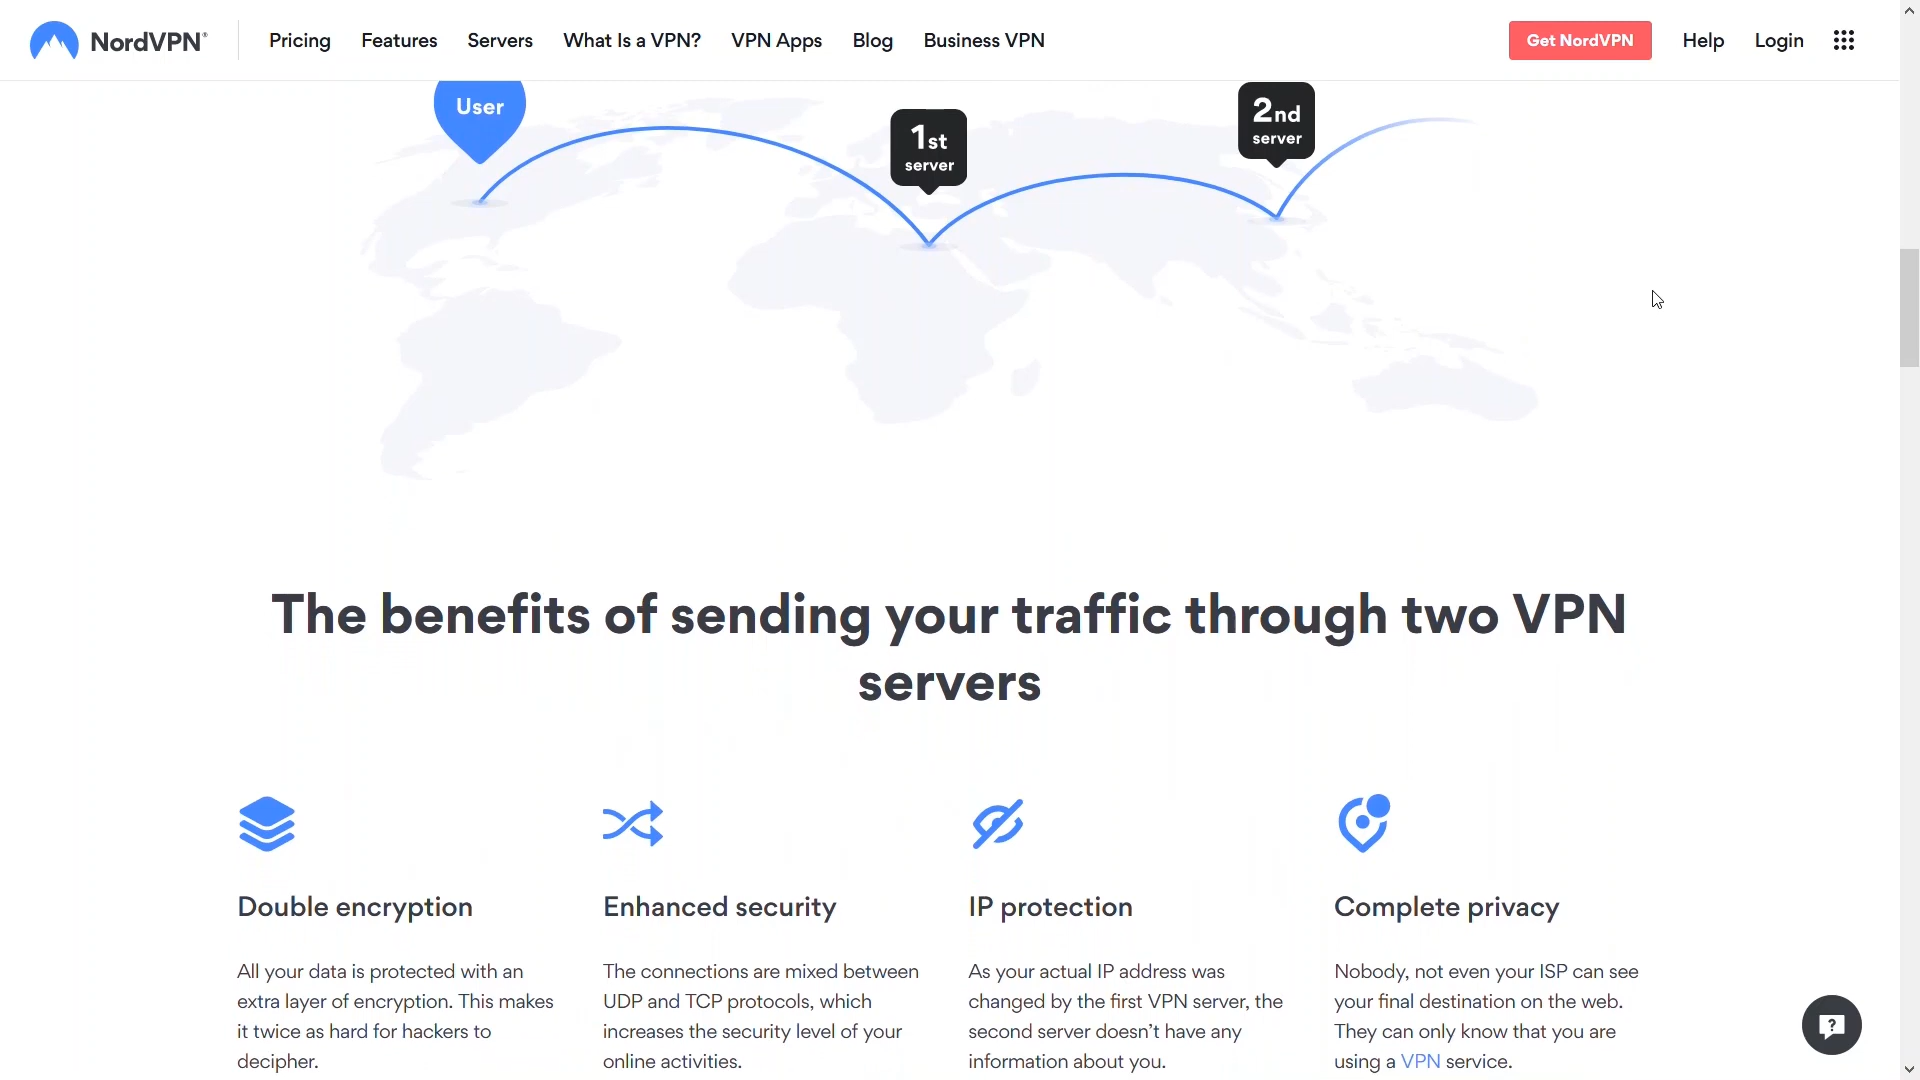 NordVPN®
Pricing
Features
Servers
What Is a VPN?
VPN Apps
Blog
Business VPN
Get NordVPN
Help
Login
User
1st
server
2nd
server
The benefits of sending your traffic through two VPN
servers
Double encryption
All your data is protected with an
extra layer of encryption. This makes
it twice as hard for hackers to
decipher.
Enhanced security
The connections are mixed between
UDP and TCP protocols, which
increases the security level of your
online activities.
IP protection
As your actual IP address was
changed by the first VPN server, the
second server doesn’t have any
information about you.
Complete privacy
Nobody, not even your ISP can see
your final destination on the web.
They can only know that you are
using a VPN service.
?